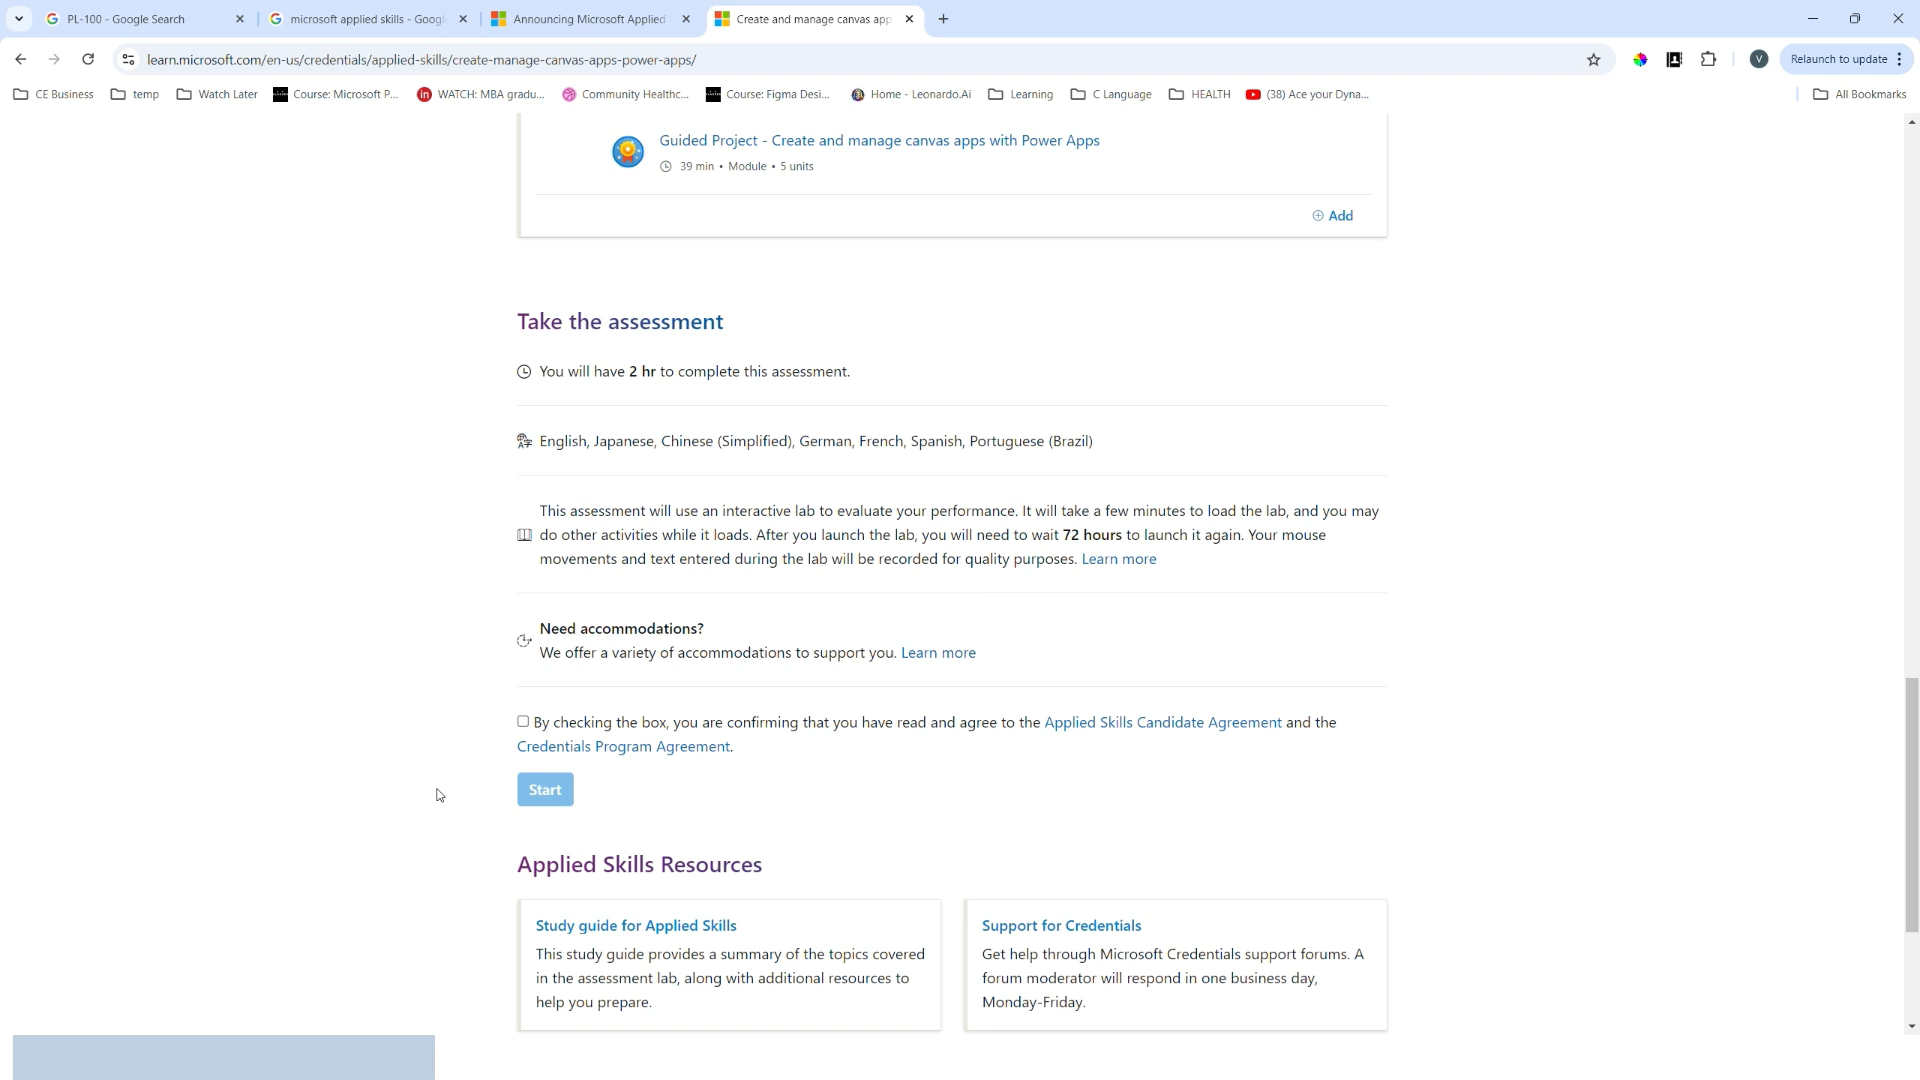 PL-100 - Google Search
microsoft applied skills - Googl
Announcing Microsoft Applied
Create and manage canvas app
learn.microsoft.com/en-us/credentials/applied-skills/create-manage-canvas-apps-power-apps/
V
Relaunch to update
CE Business
temp
Watch Later
Course: Microsoft P...
WATCH: MBA gradu...
Community Healthc...
Course: Figma Desi...
Home - Leonardo.Ai
Learning
C Language
HEALTH
(38) Ace your Dyna...
All Bookmarks
Guided Project - Create and manage canvas apps with Power Apps
39 min • Module • 5 units
Add
Take the assessment
You will have 2 hr to complete this assessment.
English, Japanese, Chinese (Simplified), German, French, Spanish, Portuguese (Brazil)
This assessment will use an interactive lab to evaluate your performance. It will take a few minutes to load the lab, and you may
do other activities while it loads. After you launch the lab, you will need to wait 72 hours to launch it again. Your mouse
movements and text entered during the lab will be recorded for quality purposes. Learn more
Need accommodations?
We offer a variety of accommodations to support you. Learn more
By checking the box, you are confirming that you have read and agree to the Applied Skills Candidate Agreement and the
Credentials Program Agreement.
Start
Applied Skills Resources
Study guide for Applied Skills
This study guide provides a summary of the topics covered
in the assessment lab, along with additional resources to
help you prepare.
Support for Credentials
Get help through Microsoft Credentials support forums. A
forum moderator will respond in one business day,
Monday-Friday.